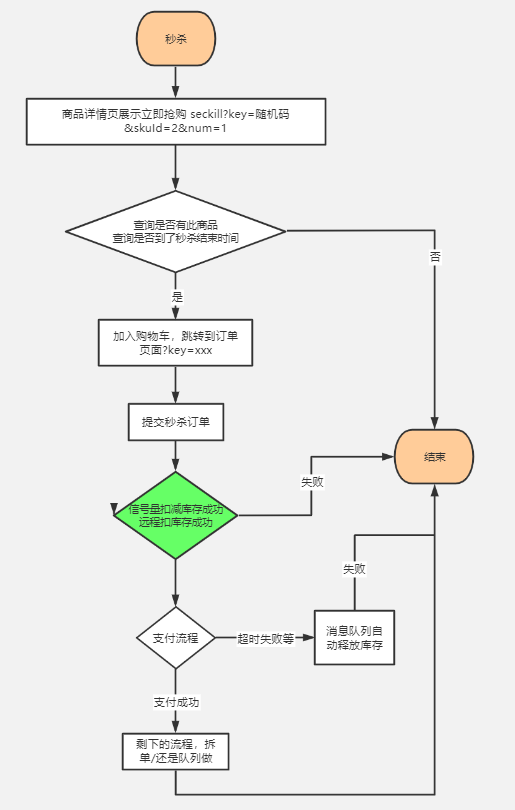 秒杀
商品详情页展示立即抢购 seckill?key=随机码
&skuId=2&num=1
查询是否有此商品
查询是否到了秒杀结束时间
否
是
加入购物车，跳转到订单
页面?key=xxx
提交秒杀订单
结束
失败
信号量扣减库存成功
远程扣库存成功
失败
支付流程
超时失败等
消息队列自
动释放库存
支付成功
剩下的流程，拆
单/还是队列做